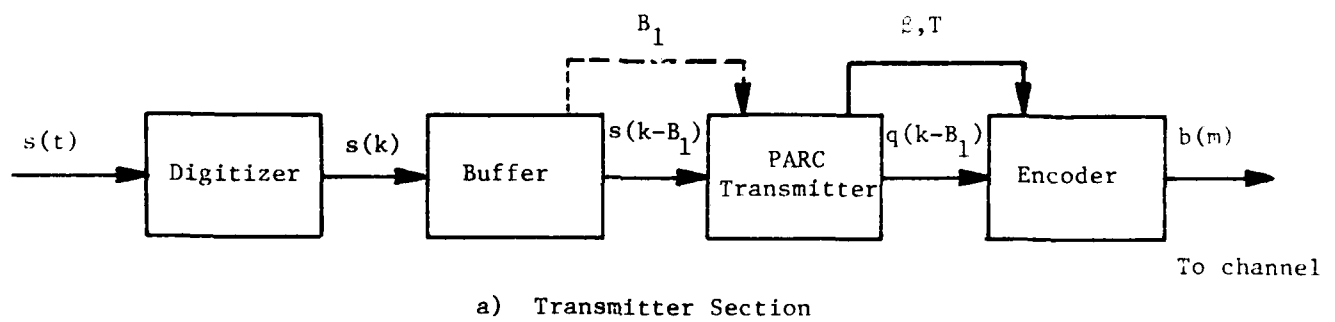 B1
,T
s(t)
s(k)
s(k-B1)
q(k-B1)
b(m)
Digitizer
Buffer
PARC
Transmitter
Encoder
To channel
a) Transmitter Section